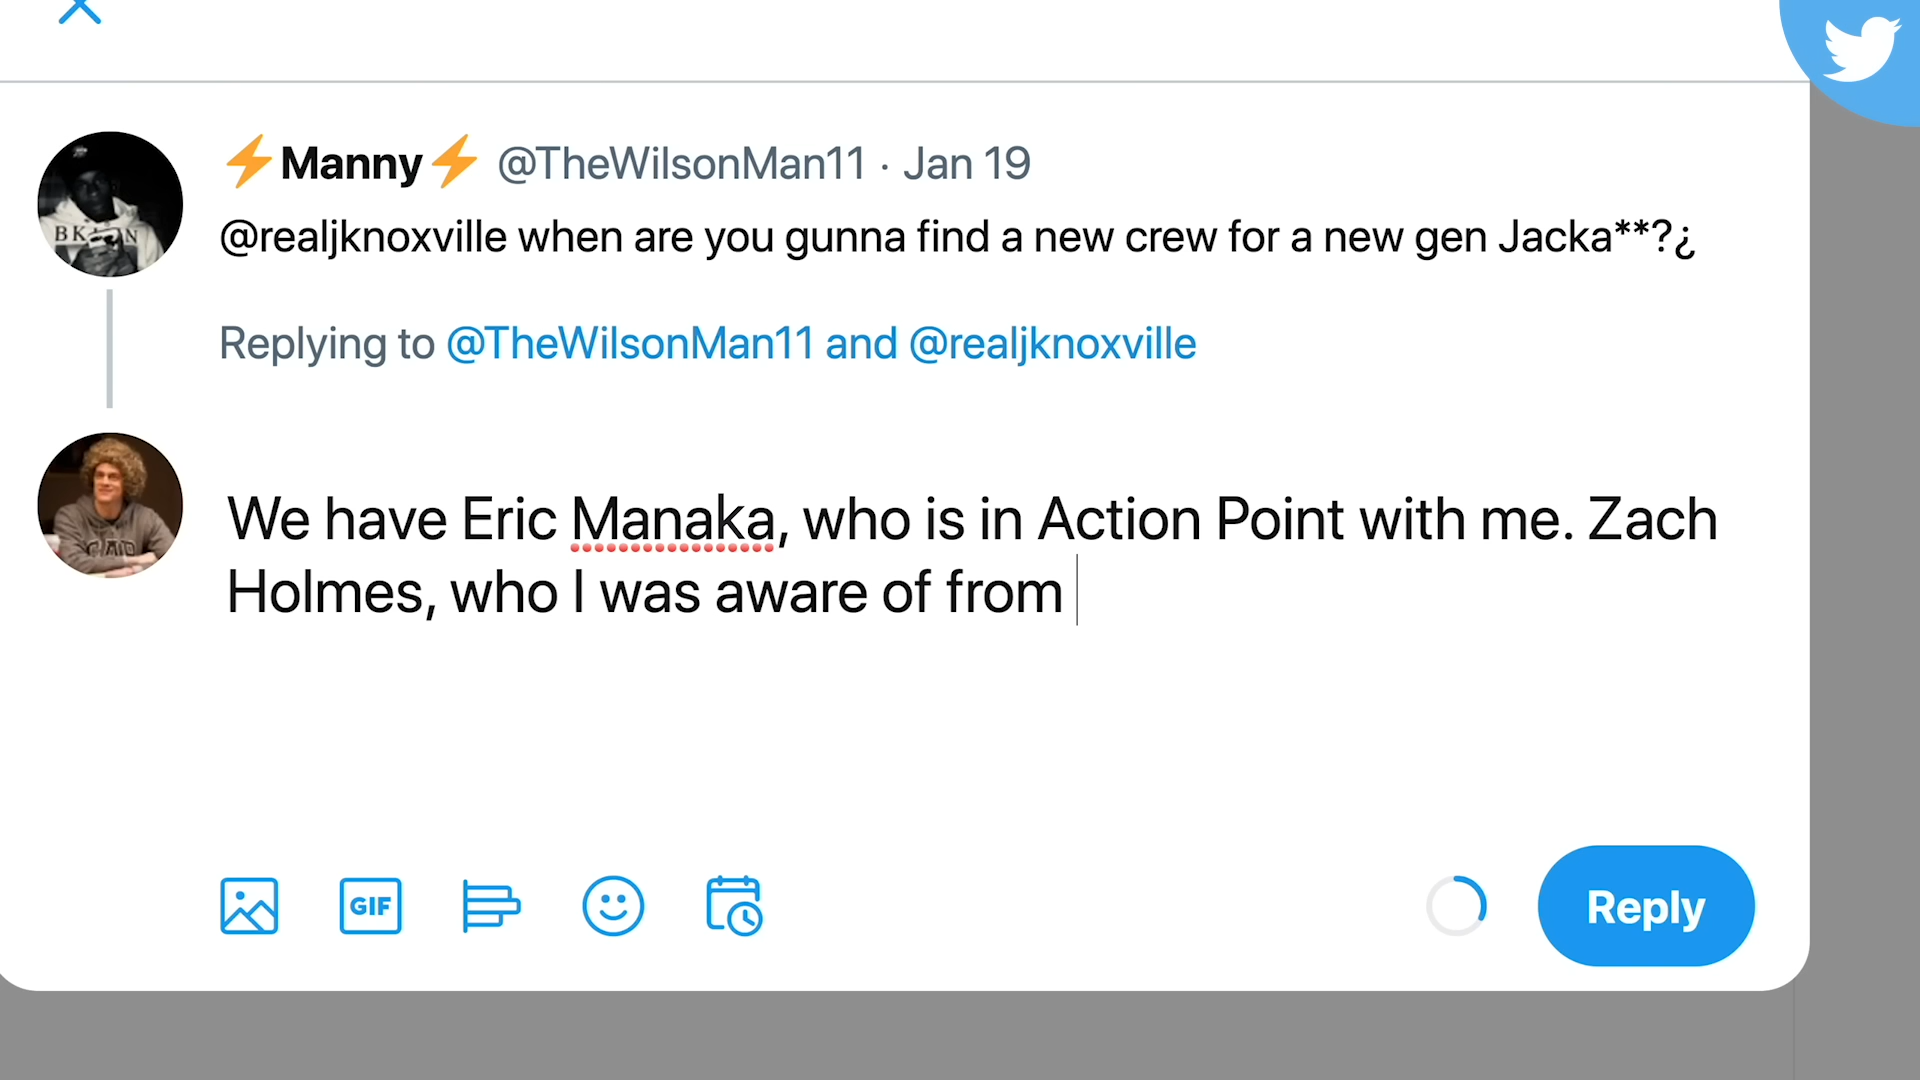 ⚡Manny⚡ @TheWilsonMan11 · Jan 19
@realjknoxville when are you gunna find a new crew for a new gen Jacka**?¿
Replying to @TheWilsonMan11 and @realjknoxville
We have Eric Manaka, who is in Action Point with me. Zach
Holmes, who I was aware of from
GIF
Reply